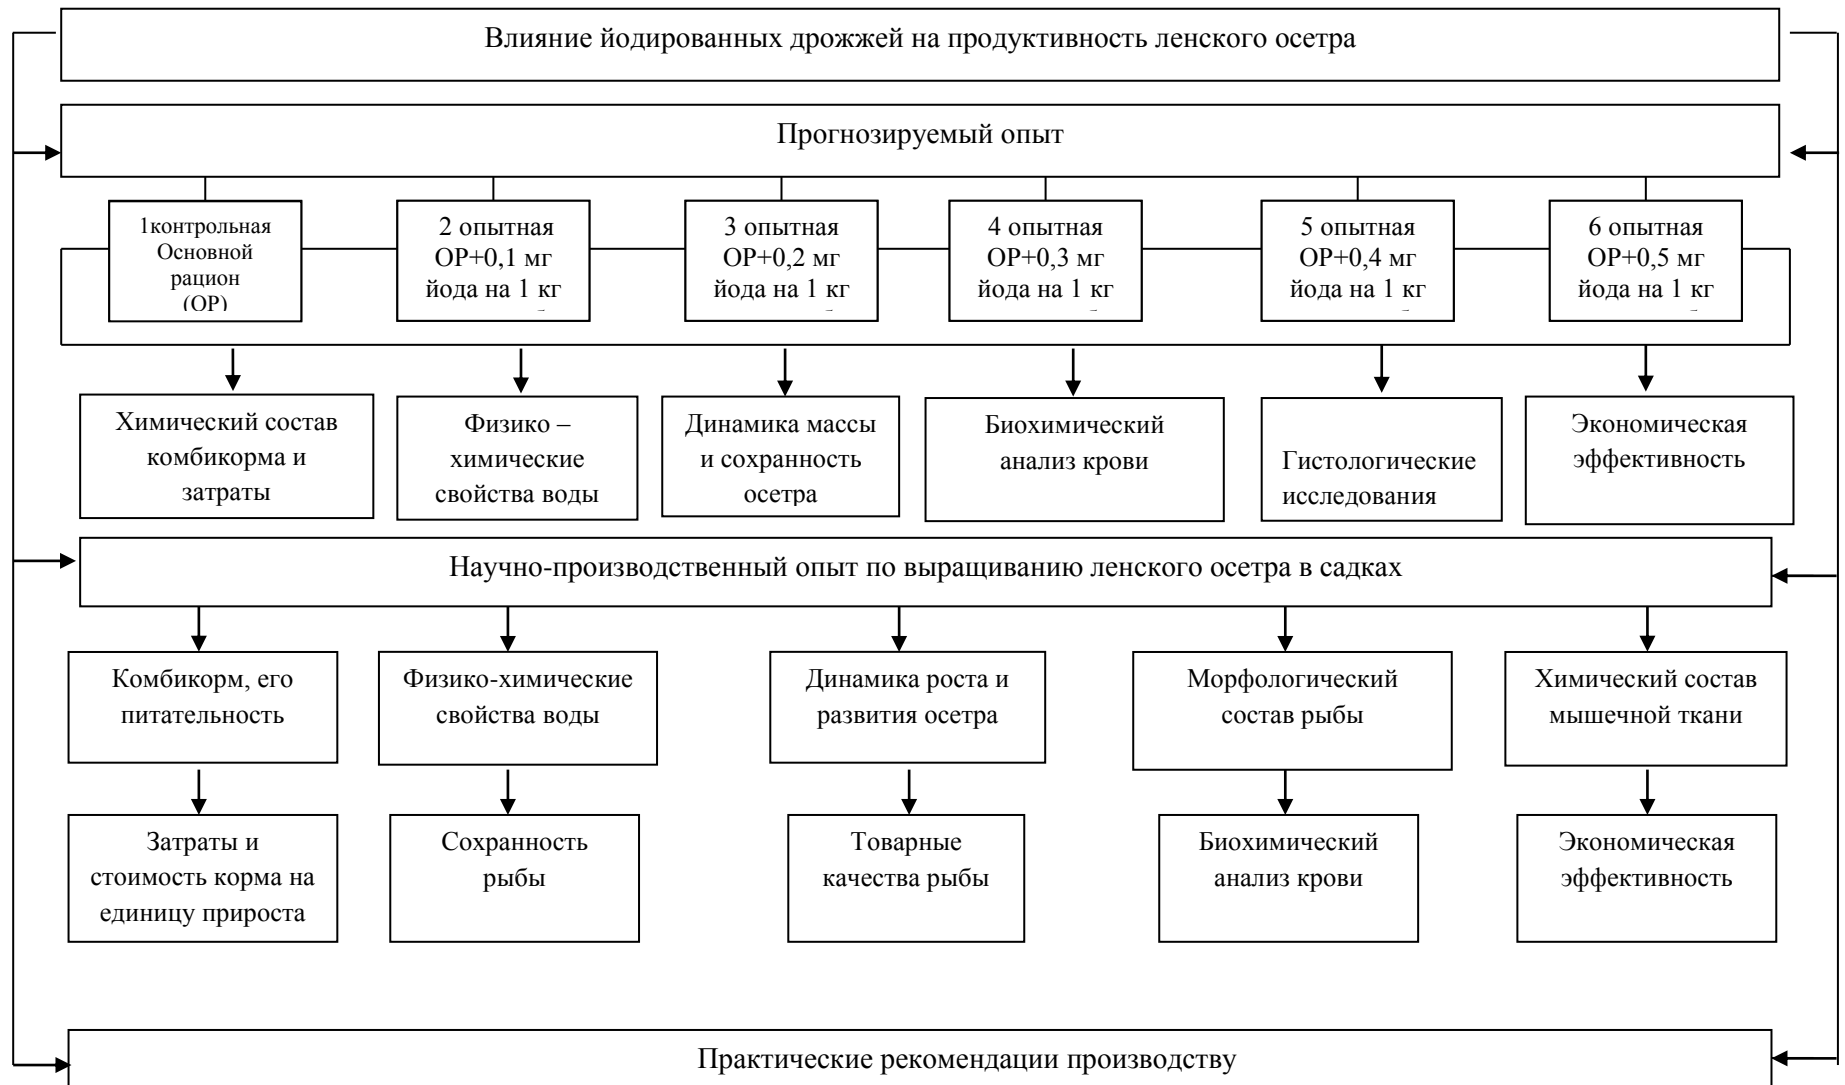 Влияние йодированных дрожжей на продуктивность ленского осетра
Прогнозируемый опыт
1контрольная
Основной
рацион
(ОР)
2 опытная
ОР+0,1 мг
йода на 1 кг
3 опытная
ОР+0,2 мг
йода на 1 кг
4 опытная
ОР+0,3 мг
йода на 1 кг
5 опытная
ОР+0,4 мг
йода на 1 кг
6 опытная
ОР+0,5 мг
йода на 1 кг
Химический состав
комбикорма и
затраты
Физико –
химические
свойства воды
Динамика массы
и сохранность
осетра
Биохимический
анализ крови
Гистологические
исследования
Экономическая
эффективность
Научно-производственный опыт по выращиванию ленского осетра в садках
Комбикорм, его
питательность
Физико-химические
свойства воды
Динамика роста и
развития осетра
Морфологический
состав рыбы
Химический состав
мышечной ткани
Затраты и
стоимость корма на
единицу прироста
Сохранность
рыбы
Товарные
качества рыбы
Биохимический
анализ крови
Экономическая
эффективность
Практические рекомендации производству